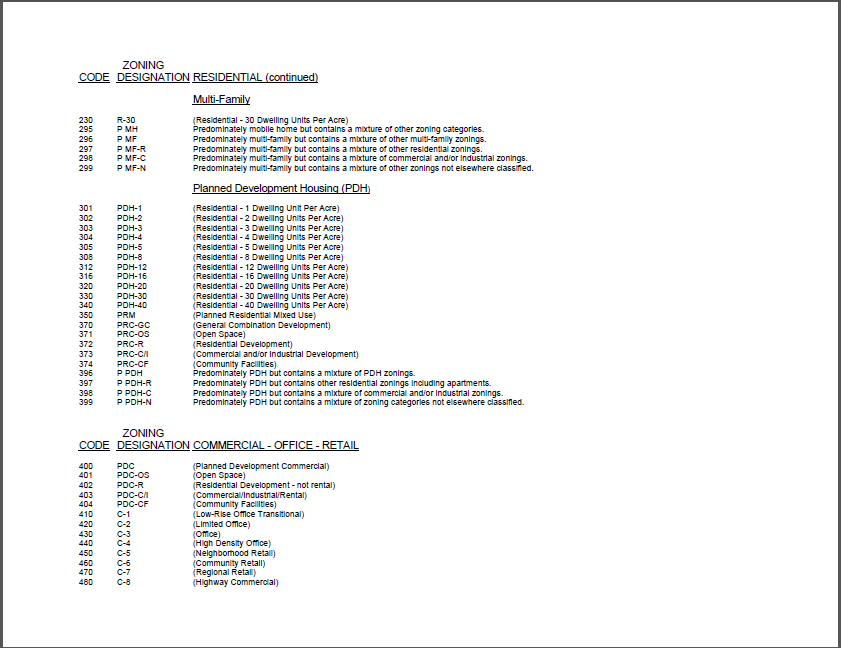 ZONING
CODE DESIGNATION RESIDENTIAL (continued)
Multi-Family
230 R-30 (Residential - 30 Dwelling Units Per Acre)
295 P MH Predominately mobile home but contains a mixture of other zoning categories.
296 P MF Predominately multi-family but contains a mixture of other multi-family zonings.
297 P MF-R Predominately multi-family but contains a mixture of other residential zonings.
298 P MF-C Predominately multi-family but contains a mixture of commercial and/or industrial zonings.
299 P MF-N Predominately multi-family but contains a mixture of other zonings not elsewhere classified.
Planned Development Housing (PDH)
301 PDH-1 (Residential - 1 Dwelling Unit Per Acre)
302 PDH-2 (Residential - 2 Dwelling Units Per Acre)
303 PDH-3 (Residential - 3 Dwelling Units Per Acre)
304 PDH-4 (Residential - 4 Dwelling Units Per Acre)
305 PDH-5 (Residential - 5 Dwelling Units Per Acre)
308 PDH-8 (Residential - 8 Dwelling Units Per Acre)
312 PDH-12 (Residential - 12 Dwelling Units Per Acre)
316 PDH-16 (Residential - 16 Dwelling Units Per Acre)
320 PDH-20 (Residential - 20 Dwelling Units Per Acre)
330 PDH-30 (Residential - 30 Dwelling Units Per Acre)
340 PDH-40 (Residential - 40 Dwelling Units Per Acre)
350 PRM (Planned Residential Mixed Use)
370 PRC-GC (General Combination Development)
371 PRC-OS (Open Space)
372 PRC-R (Residential Development)
373 PRC-C/I (Commercial and/or Industrial Development)
374 PRC-CF (Community Facilities)
396 P PDH Predominately PDH but contains a mixture of PDH zonings.
397 P PDH-R Predominately PDH but contains other residential zonings including apartments.
398 P PDH-C Predominately PDH but contains a mixture of commercial and/or industrial zonings.
399 P PDH-N Predominately PDH but contains a mixture of zoning categories not elsewhere classified.
ZONING
CODE DESIGNATION COMMERCIAL - OFFICE - RETAIL
400 PDC (Planned Development Commercial)
401 PDC-OS (Open Space)
402 PDC-R (Residential Development - not rental)
403 PDC-C/I (Commercial/Industrial/Rental)
404 PDC-CF (Community Facilities)
410 C-1 (Low-Rise Office Transitional)
420 C-2 (Limited Office)
430 C-3 (Office)
440 C-4 (High Density Office)
450 C-5 (Neighborhood Retail)
460 C-6 (Community Retail)
470 C-7 (Regional Retail)
480 C-8 (Highway Commercial)